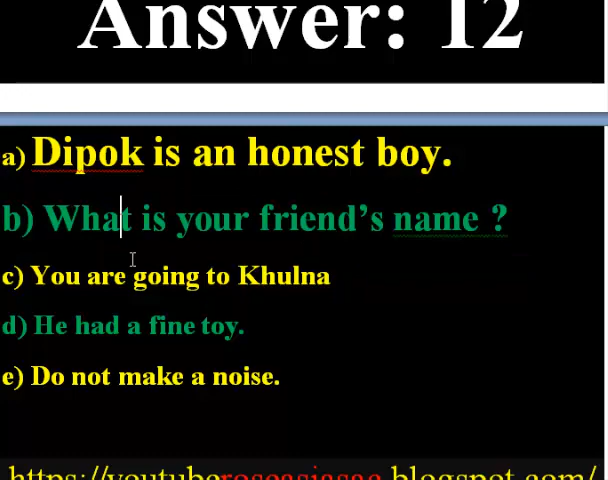 Answer: 12
a) Dipok is an honest boy.
b) What is your friend’s name ?
c) You are going to Khulna
d) He had a fine toy.
e) Do not make a noise.